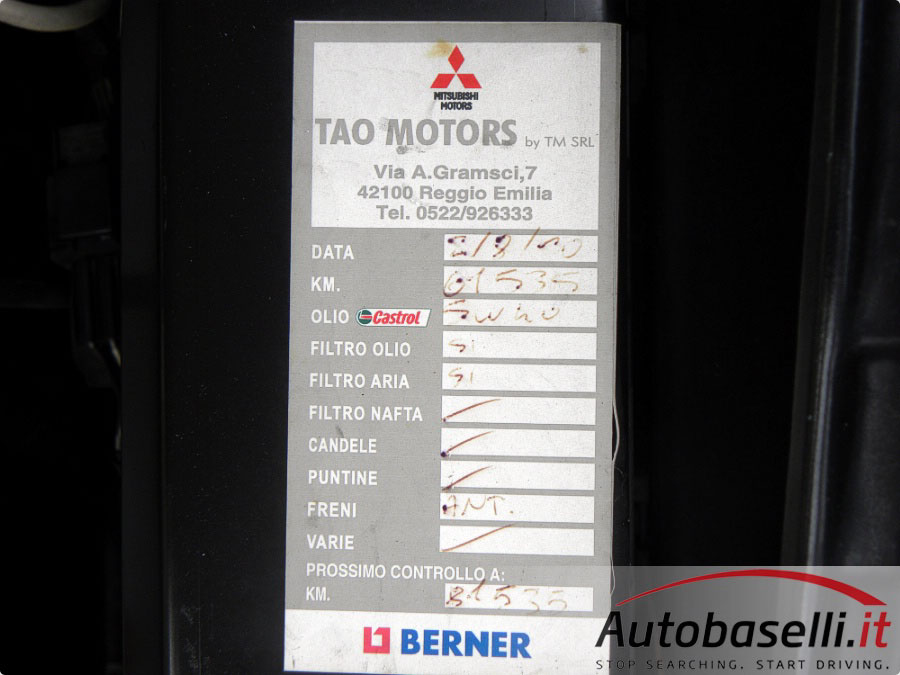 MITSUBISHI
MOTORS
TAO MOTORS by TM SRL
Via A.Gramsci,7
42100 Reggio Emilia
Tel. 0522/926333
DATA
KM. 61535
OLIO Castrol 5W40
FILTRO OLIO SI
FILTRO ARIA SI
FILTRO NAFTA /
CANDELE /
PUNTINE /
FRENI ANT.
VARIE /
PROSSIMO CONTROLLO A:
KM. 81535
BERNER
Autobaselli.it
STOP SEARCHING. START DRIVING.